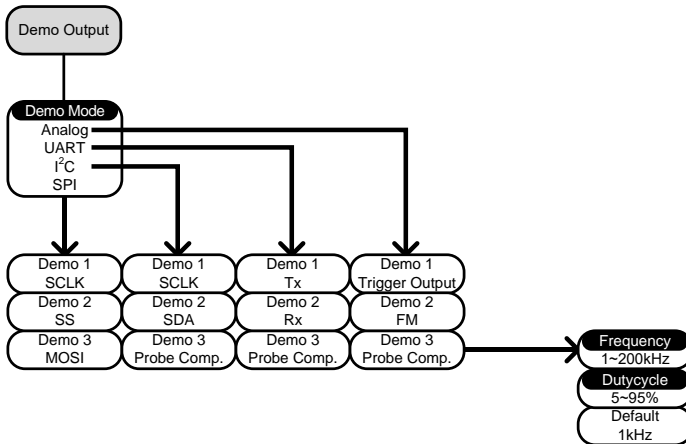 Demo Output
Demo Mode
Analog
UART
I²C
SPI
Demo 1
SCLK
Demo 2
SS
Demo 3
MOSI
Demo 1
SCLK
Demo 2
SDA
Demo 3
Probe Comp.
Demo 1
Tx
Demo 2
Rx
Demo 3
Probe Comp.
Demo 1
Trigger Output
Demo 2
FM
Demo 3
Probe Comp.
Frequency
1~200kHz
Dutycycle
5~95%
Default
1kHz